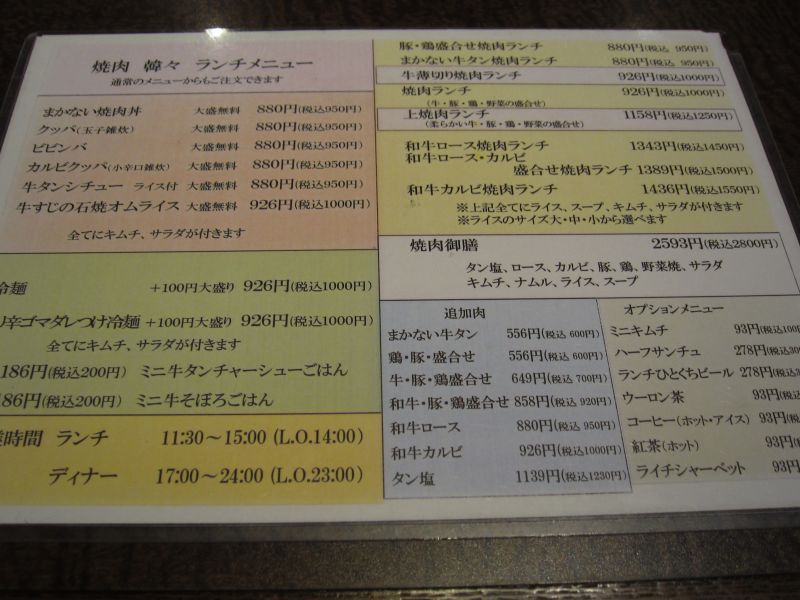 焼肉 韓々 ランチメニュー
通常のメニューからもご注文できます
まかない焼肉丼 大盛無料 880円(税込950円)
クッパ(玉子雑炊) 大盛無料 880円(税込950円)
ビビンバ 大盛無料 880円(税込950円)
カルビクッパ(小辛口雑炊) 大盛無料 880円(税込950円)
牛タンシチュー ライス付 大盛無料 880円(税込950円)
牛すじの石焼オムライス 大盛無料 926円(税込1000円)
全てにキムチ、サラダが付きます
冷麺 +100円大盛り 926円(税込1000円)
辛ゴマダレつけ冷麺 +100円大盛り 926円(税込1000円)
全てにキムチ、サラダが付きます
186円(税込200円) ミニ牛タンチャーシューごはん
186円(税込200円) ミニ牛そぼろごはん
業時間 ランチ 11:30～15:00 (L.O.14:00)
ディナー 17:00～24:00 (L.O.23:00)
豚・鶏盛合せ焼肉ランチ 880円(税込 950円)
まかない牛タン焼肉ランチ 880円(税込 950円)
牛薄切り焼肉ランチ 926円(税込1000円)
焼肉ランチ 926円(税込1000円)
(牛・豚・鶏・野菜の盛合せ)
上焼肉ランチ 1158円(税込1250円)
(柔らかい牛・豚・鶏・野菜の盛合せ)
和牛ロース焼肉ランチ 1343円(税込1450円)
和牛ロース・カルビ
盛合せ焼肉ランチ 1389円(税込1500円)
和牛カルビ焼肉ランチ 1436円(税込1550円)
※上記全てにライス、スープ、キムチ、サラダが付きます
※ライスのサイズ大・中・小から選べます
焼肉御膳 2593円(税込2800円)
タン塩、ロース、カルビ、豚、鶏、野菜焼、サラダ
キムチ、ナムル、ライス、スープ
追加肉
まかない牛タン 556円(税込 600円)
鶏・豚・盛合せ 556円(税込 600円)
牛・豚・鶏盛合せ 649円(税込 700円)
和牛・豚・鶏盛合せ 858円(税込 920円)
和牛ロース 880円(税込 950円)
和牛カルビ 926円(税込1000円)
タン塩 1139円(税込1230円)
オプションメニュー
ミニキムチ 93円(税込100円
ハーフサンチュ 278円(税込30
ランチひとくちビール 278円(税込3
ウーロン茶 93円(税込
コーヒー(ホット・アイス) 93円(税
紅茶(ホット) 93円(
ライチシャーベット 93円